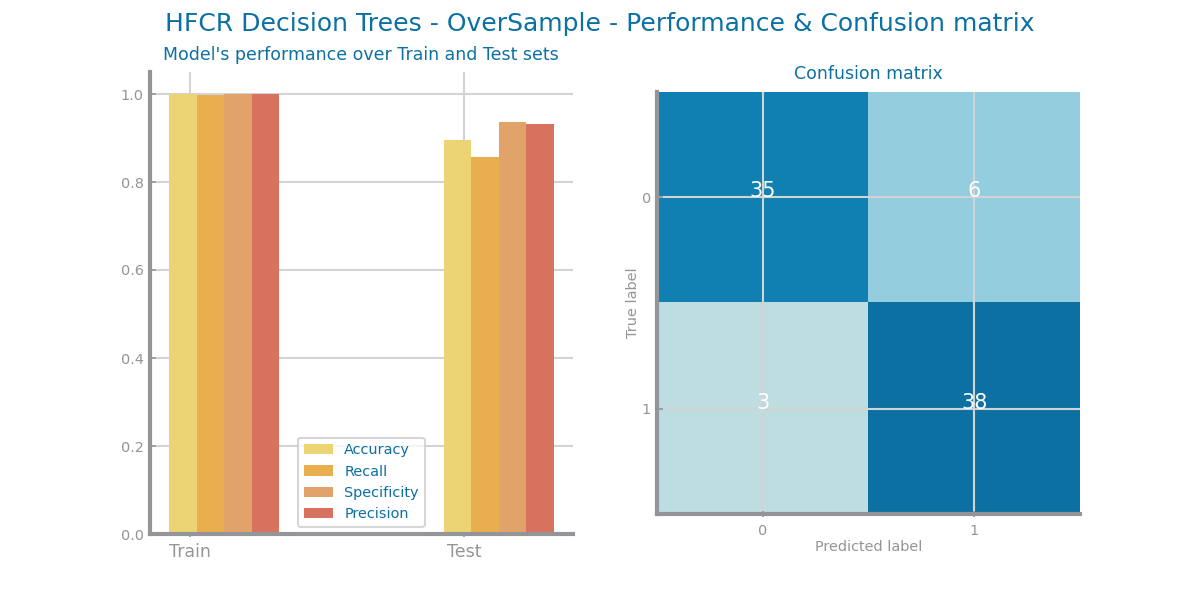 HFCR Decision Trees - OverSample - Performance & Confusion matrix
Model's performance over Train and Test sets
1.0
0.8
0.6
0.4
0.2
0.0
Train
Test
Accuracy
Recall
Specificity
Precision
Confusion matrix
True label
0
1
35
6
3
38
0
1
Predicted label